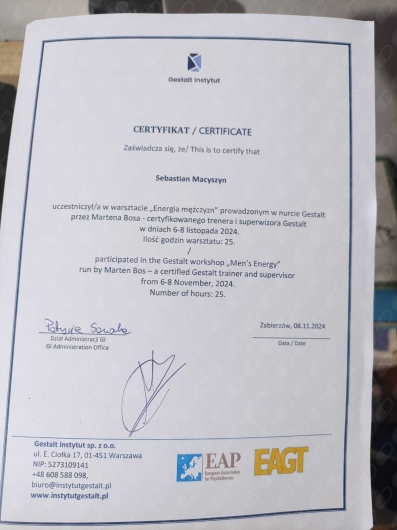 Gestalt Instytut
CERTYFIKAT / CERTIFICATE
Zaświadcza się, że/ This is to certify that
Sebastian Macyszyn
uczestniczył/a w warsztacie „Energia mężczyzn" prowadzonym w nurcie Gestalt
przez Martena Bosa - certyfikowanego trenera i superwizora Gestalt
w dniach 6-8 listopada 2024.
Ilość godzin warsztatu: 25.
/
participated in the Gestalt workshop „Men's Energy"
run by Marten Bos – a certified Gestalt trainer and supervisor
from 6-8 November, 2024.
Number of hours: 25.
Dział Administracji GI
GI Administration Office
Zabierzów, 08.11.2024
Data / Date
Gestalt Instytut sp. z o.o.
ul. E. Ciołka 17, 01-451 Warszawa
NIP: 5273109141
+48 608 588 098,
biuro@instytutgestalt.pl
www.instytutgestalt.pl
EAP
European Association
for Psychotherapy
EAGT